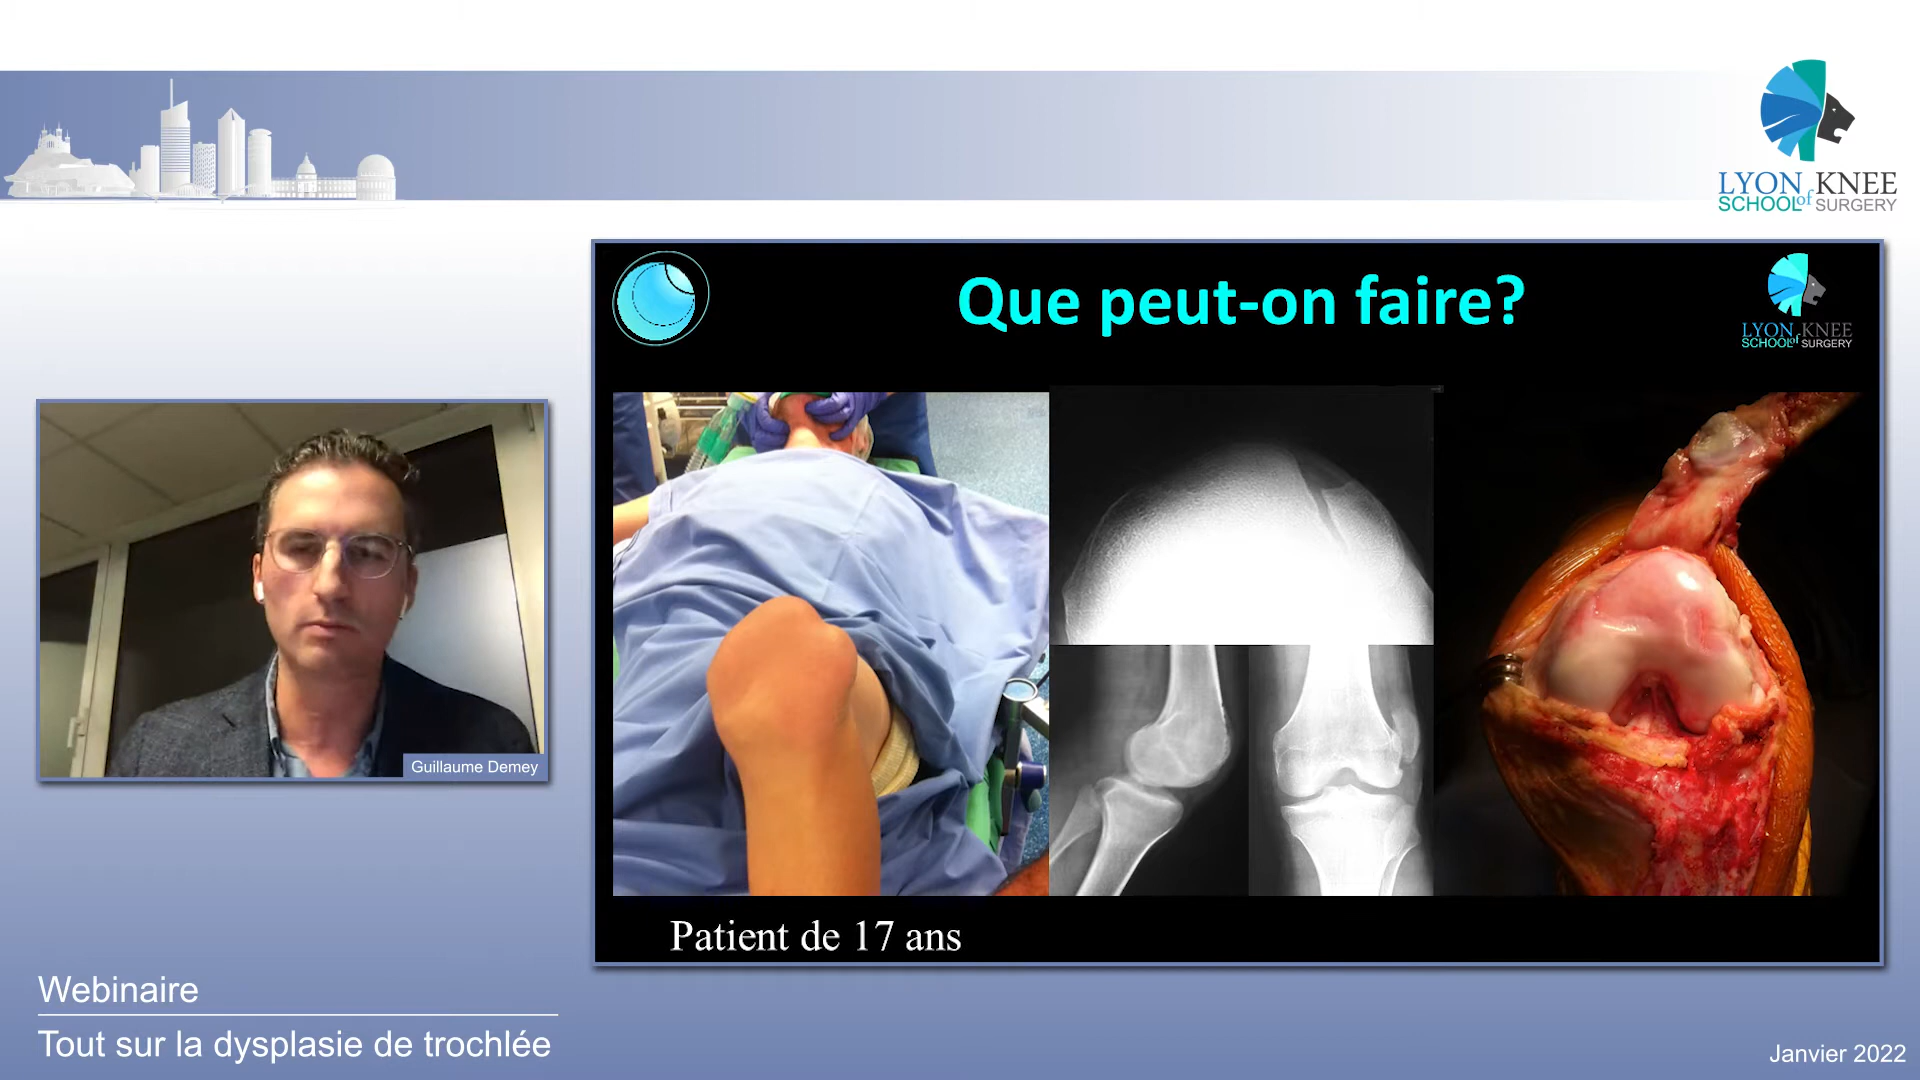 LYON KNEE
SCHOOL of SURGERY
Que peut-on faire?
LYON KNEE
SCHOOL of SURGERY
Guillaume Demey
Patient de 17 ans
Webinaire
Tout sur la dysplasie de trochlée
Janvier 2022